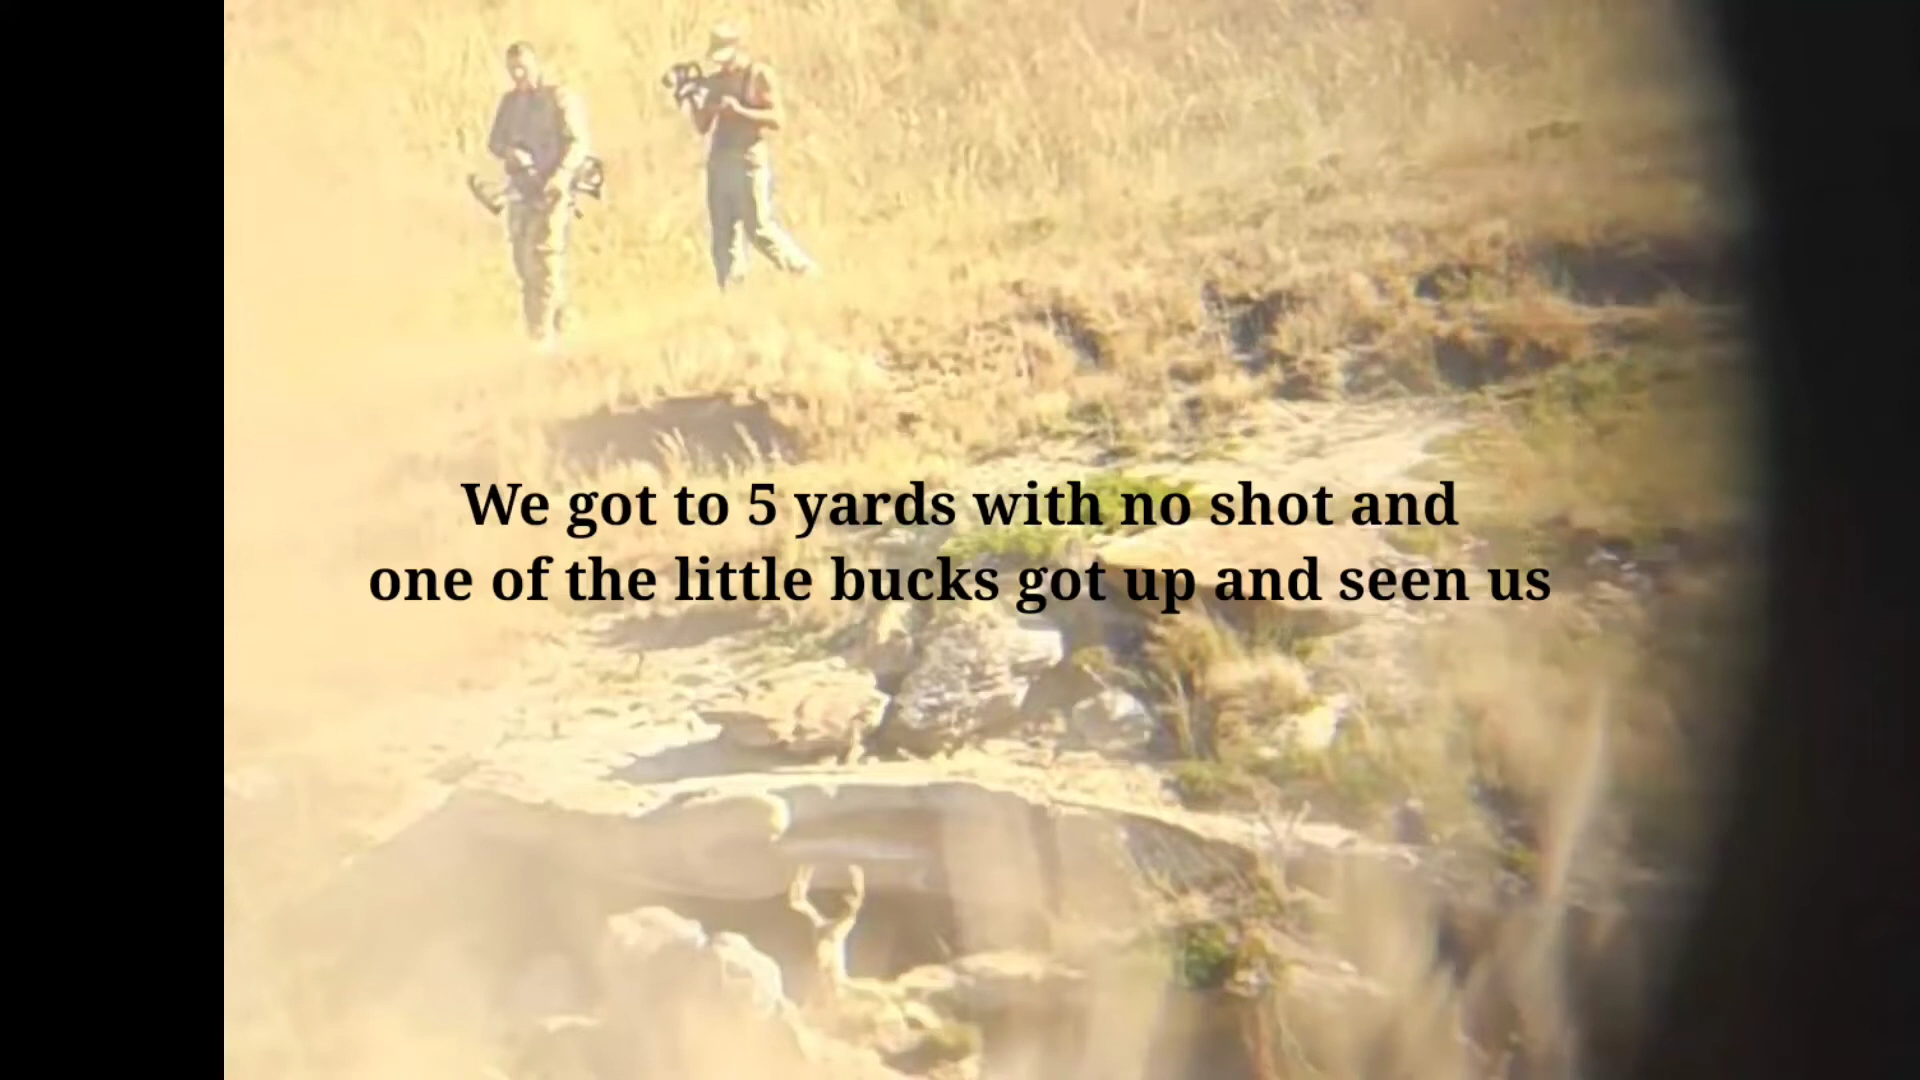 We got to 5 yards with no shot and
one of the little bucks got up and seen us